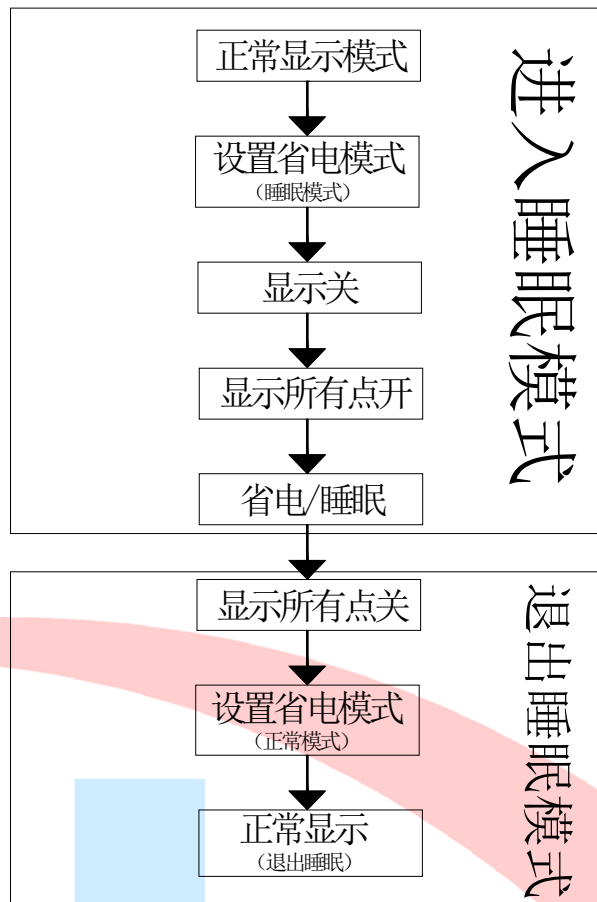 正常显示模式
设置省电模式
（睡眠模式）
显示关
显示所有点开
省电/睡眠
进入睡眠模式
显示所有点关
设置省电模式
（正常模式）
正常显示
（退出睡眠）
退出睡眠模式